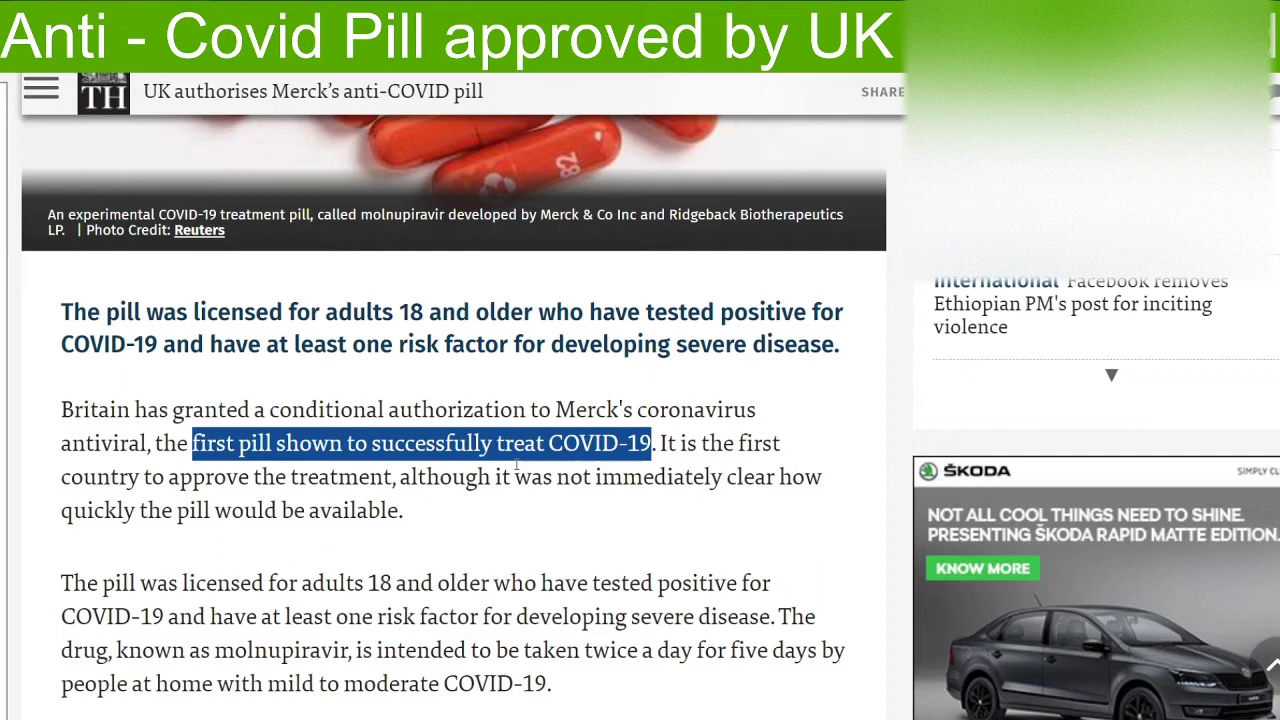 Anti - Covid Pill approved by UK
TH
UK authorises Merck’s anti-COVID pill
SHARE
82
An experimental COVID-19 treatment pill, called molnupiravir developed by Merck & Co Inc and Ridgeback Biotherapeutics
LP. | Photo Credit: Reuters
The pill was licensed for adults 18 and older who have tested positive for
COVID-19 and have at least one risk factor for developing severe disease.
Britain has granted a conditional authorization to Merck's coronavirus
antiviral, the first pill shown to successfully treat COVID-19. It is the first
country to approve the treatment, although it was not immediately clear how
quickly the pill would be available.
The pill was licensed for adults 18 and older who have tested positive for
COVID-19 and have at least one risk factor for developing severe disease. The
drug, known as molnupiravir, is intended to be taken twice a day for five days by
people at home with mild to moderate COVID-19.
International Facebook removes
Ethiopian PM's post for inciting
violence
ŠKODA
SIMPLY CL
NOT ALL COOL THINGS NEED TO SHINE.
PRESENTING ŠKODA RAPID MATTE EDITION.
KNOW MORE